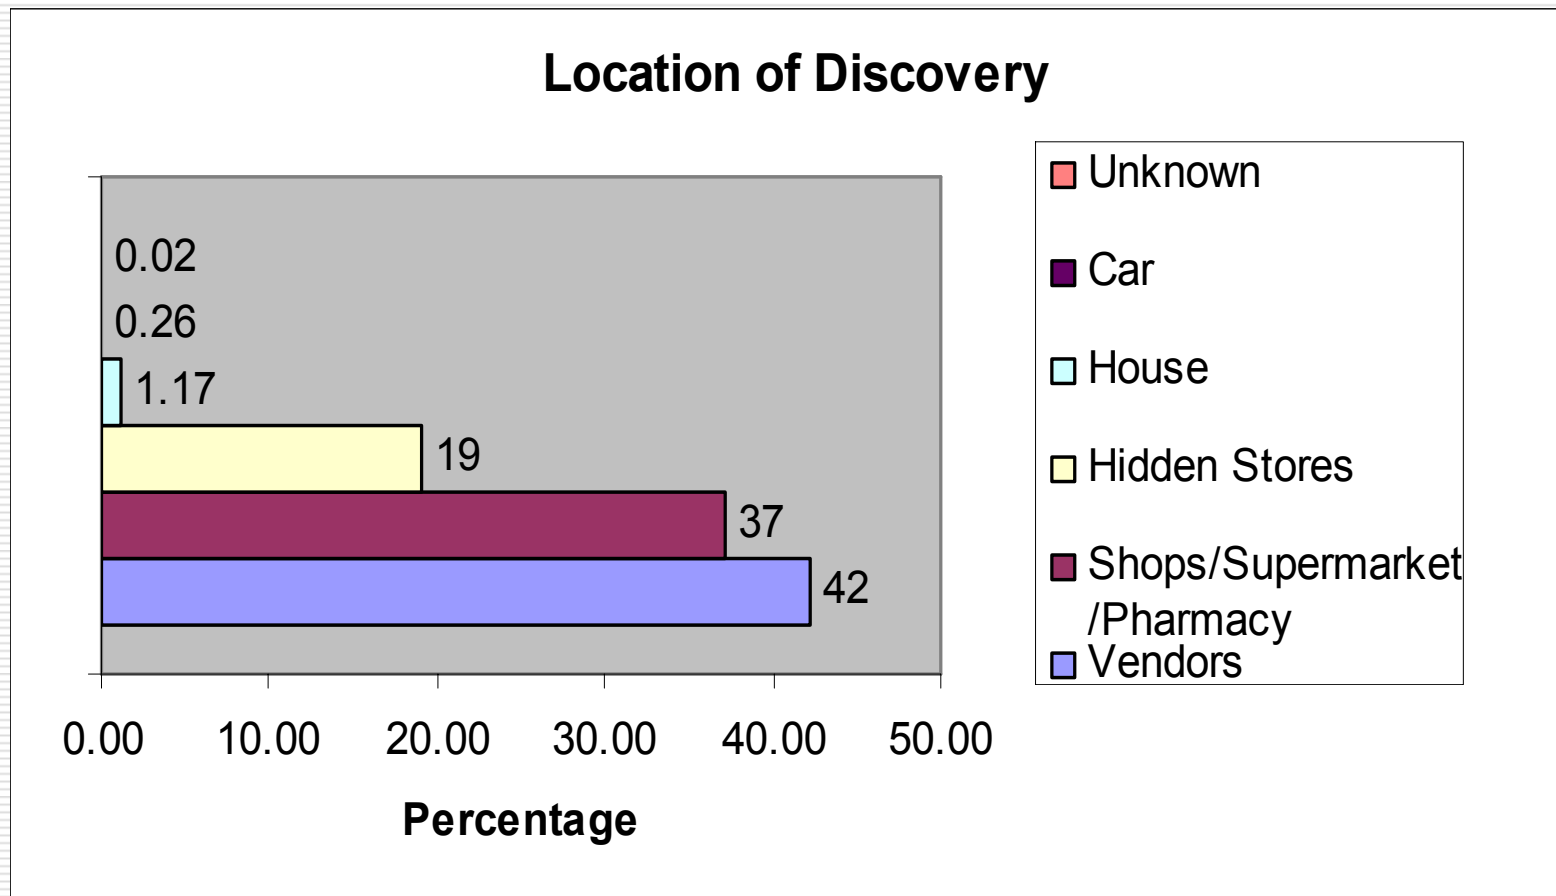 Location of Discovery
0.02
0.26
1.17
19
37
42
0.00 10.00 20.00 30.00 40.00 50.00
Percentage
Unknown
Car
House
Hidden Stores
Shops/Supermarket
/Pharmacy
Vendors